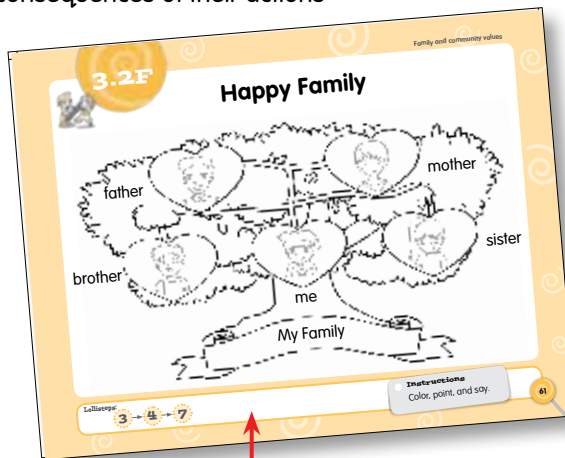 consequences of their actions
Family and community values
3.2F
Happy Family
father
mother
brother
sister
me
My Family
Lollisteps:
3 4 7
Instructions
Color, point, and say.
61